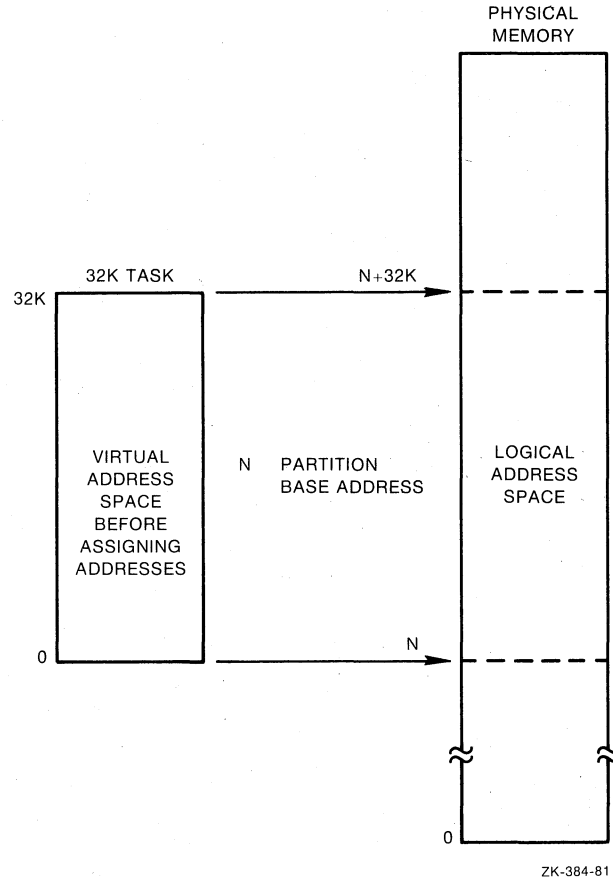 PHYSICAL
MEMORY
32K TASK
N+32K
32K
VIRTUAL
ADDRESS
SPACE
BEFORE
ASSIGNING
ADDRESSES
N PARTITION
BASE ADDRESS
LOGICAL
ADDRESS
SPACE
N
0
0
ZK-384-81